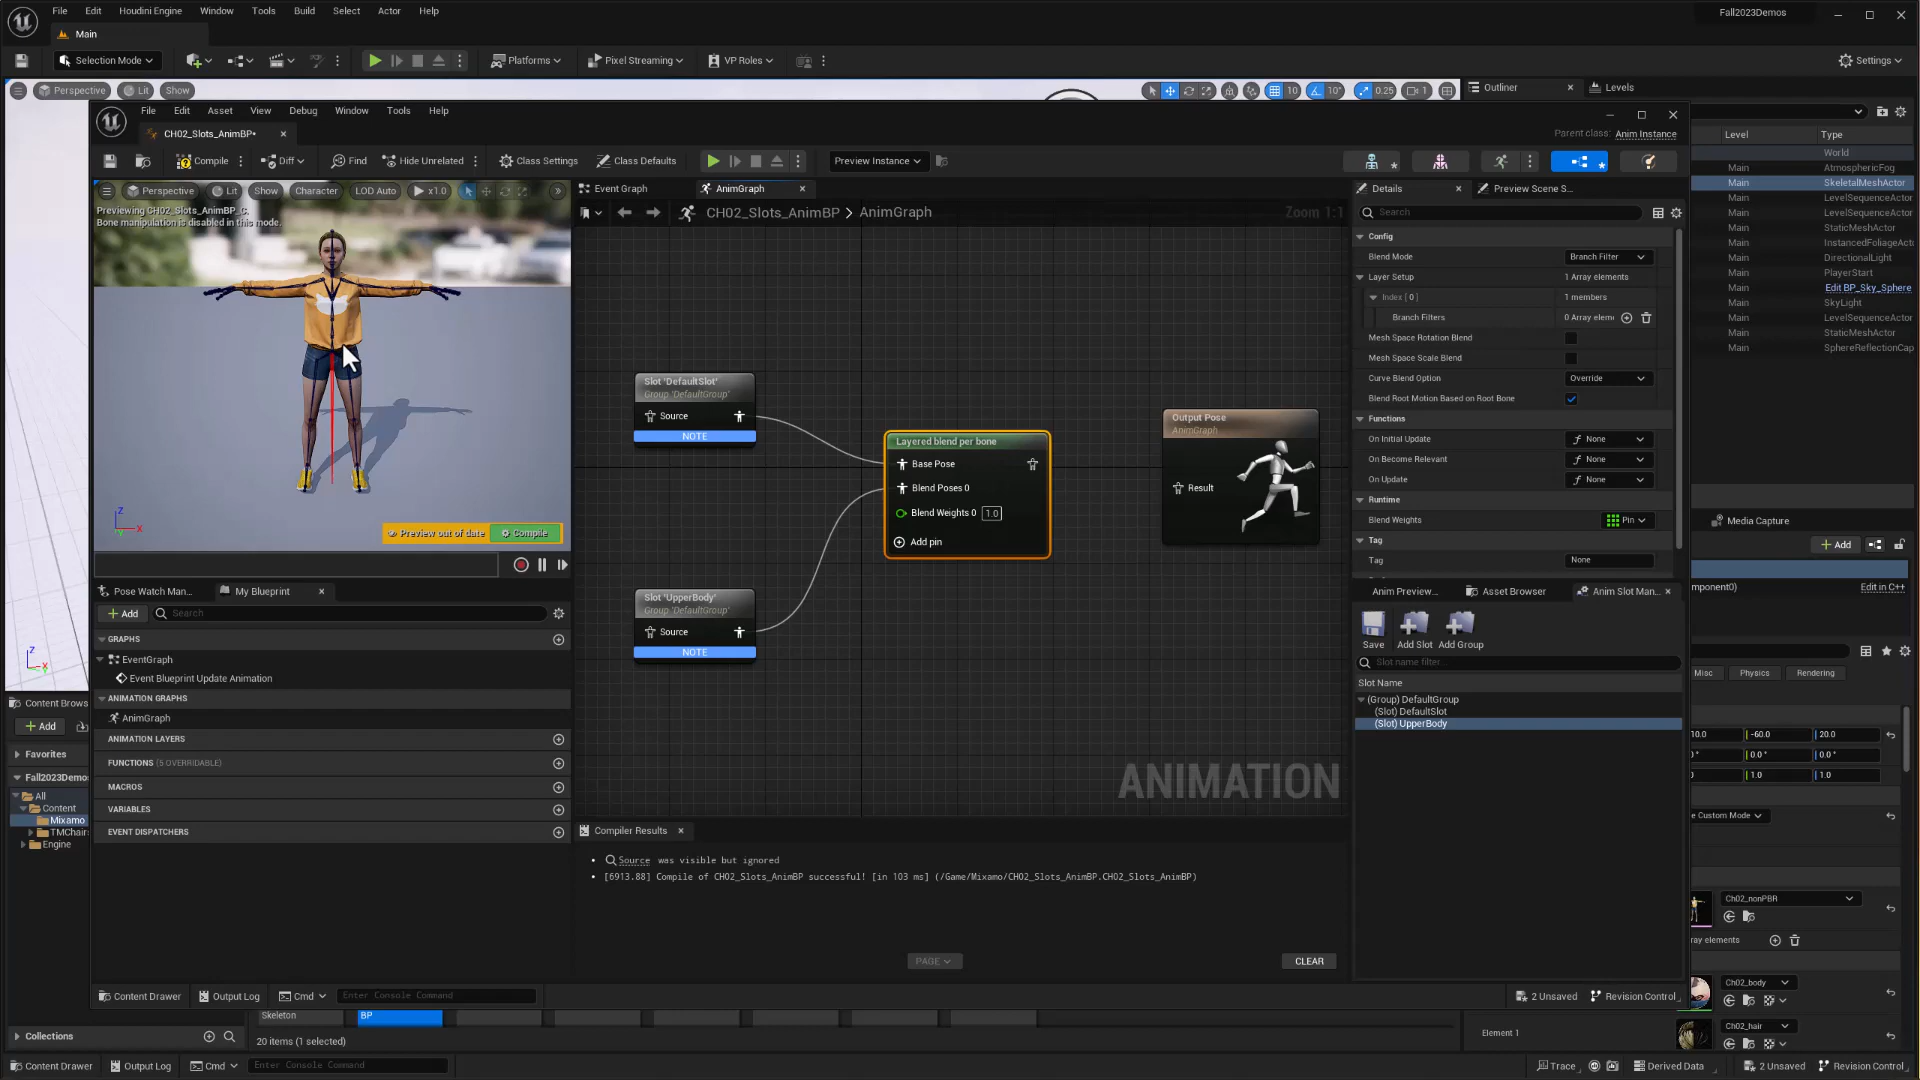 File Edit Houdini Engine Window Tools Build Select Actor Help
Fall2023Demos
Main
Selection Mode
Platforms
Pixel Streaming
VP Roles
Settings
Perspective Lit Show
10 10° 0.25 1
Outliner
Levels
File Edit Asset View Window Debug Window Tools Help
CH02_Slots_AnimBP•
Parent class: Anim Instance
Compile Diff Find Hide Unrelated Class Settings Class Defaults
Preview Instance
Level Type
World
Main AtmosphericFog
Main SkeletalMeshActor
Main LevelSequenceActor
Main LevelSequenceActor
Main StaticMeshActor
Main InstancedFoliageActo
Main DirectionalLight
Main PlayerStart
Main Edit BP_Sky_Sphere
Main SkyLight
Main LevelSequenceActor
Main StaticMeshActor
Main SphereReflectionCap
Perspective Lit Show Character LOD Auto x1.0
Previewing CH02_Slots_AnimBP_C.
Bone manipulation is disabled in this mode.
Preview out of date
Compile
Pose Watch Man...
My Blueprint
Add
Search
GRAPHS
EventGraph
Event Blueprint Update Animation
ANIMATION GRAPHS
AnimGraph
ANIMATION LAYERS
FUNCTIONS (5 OVERRIDABLE)
MACROS
VARIABLES
EVENT DISPATCHERS
Event Graph
AnimGraph
CH02_Slots_AnimBP > AnimGraph
Zoom 1:1
Slot 'DefaultSlot'
Group 'DefaultGroup'
Source
NOTE
Layered blend per bone
Base Pose
Blend Poses 0
Blend Weights 0 1.0
Add pin
Output Pose
AnimGraph
Result
Slot 'UpperBody'
Group 'DefaultGroup'
Source
NOTE
ANIMATION
Compiler Results
Source was visible but ignored
[6913.88] Compile of CH02_Slots_AnimBP successful! [in 103 ms] (/Game/Mixamo/CH02_Slots_AnimBP.CH02_Slots_AnimBP)
PAGE
CLEAR
Details
Preview Scene S...
Search
Config
Blend Mode Branch Filter
Layer Setup 1 Array elements
Index [ 0 ] 1 members
Branch Filters 0 Array eleme
Mesh Space Rotation Blend
Mesh Space Scale Blend
Curve Blend Option Override
Blend Root Motion Based on Root Bone
Functions
On Initial Update None
On Become Relevant None
On Update None
Runtime
Blend Weights Pin
Tag
Tag None
Anim Preview...
Asset Browser
Anim Slot Man...
Save Add Slot Add Group
Slot name filter...
Slot Name
(Group) DefaultGroup
(Slot) DefaultSlot
(Slot) UpperBody
Media Capture
Add
mponent0) Edit in C++
Misc Physics Rendering
10.0 -60.0 20.0
0.0° 0.0°
1.0 1.0
e Custom Mode
Ch02_nonPBR
ray elements
Ch02_body
Ch02_hair
Element 1
Content Brows
Add
Favorites
Fall2023Demo
All
Content
Mixamo
TMChairs
Engine
Collections
Content Drawer Output Log Cmd Enter Console Command
2 Unsaved Revision Control
Skeleton
BP
20 items (1 selected)
Content Drawer Output Log Cmd Enter Console Command
Trace Derived Data 2 Unsaved Revision Control